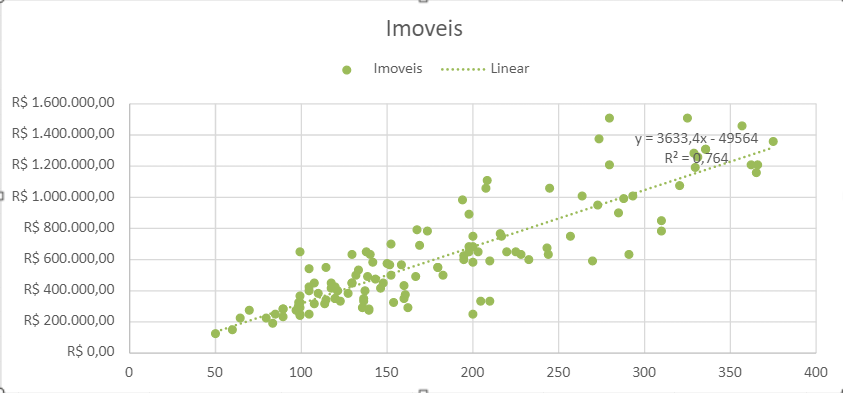 Imoveis
Imoveis Linear
R$ 1.600.000,00
R$ 1.400.000,00
R$ 1.200.000,00
R$ 1.000.000,00
R$ 800.000,00
R$ 600.000,00
R$ 400.000,00
R$ 200.000,00
R$ 0,00
y = 3633,4x - 49564
R² = 0,764
0 50 100 150 200 250 300 350 400